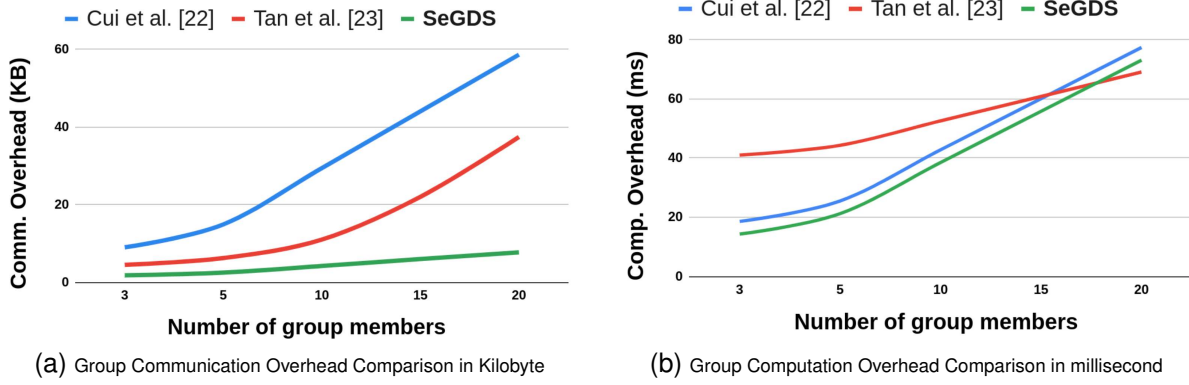 Cui et al. [22] Tan et al. [23] SeGDS
Comm. Overhead (KB)
60
40
20
0
3 5 10 15 20
Number of group members
(a) Group Communication Overhead Comparison in Kilobyte
Cui et al. [22] Tan et al. [23] SeGDS
Comp. Overhead (ms)
80
60
40
20
0
3 5 10 15 20
Number of group members
(b) Group Computation Overhead Comparison in millisecond